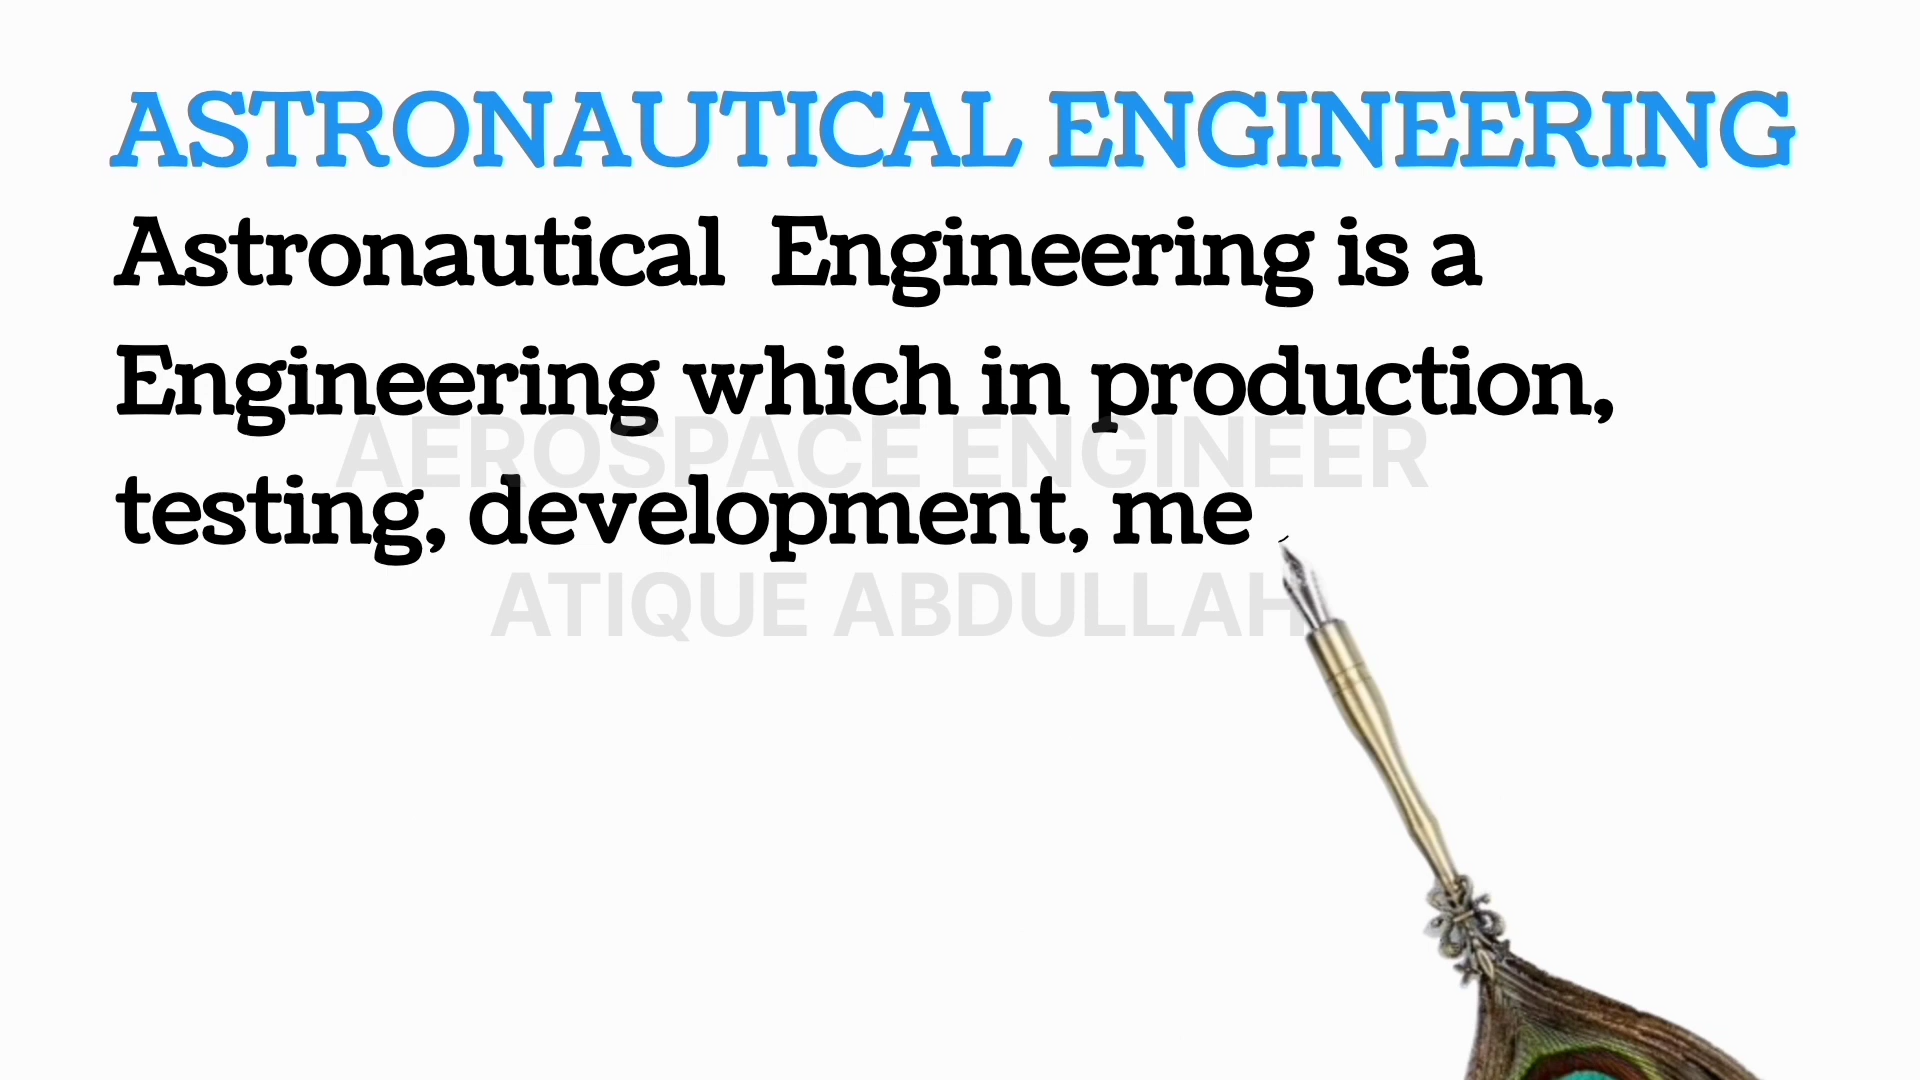 ASTRONAUTICAL ENGINEERING
Astronautical  Engineering is a
Engineering which in production,
AEROSPACE ENGINEER
testing, development, me
ATIQUE ABDULLAH